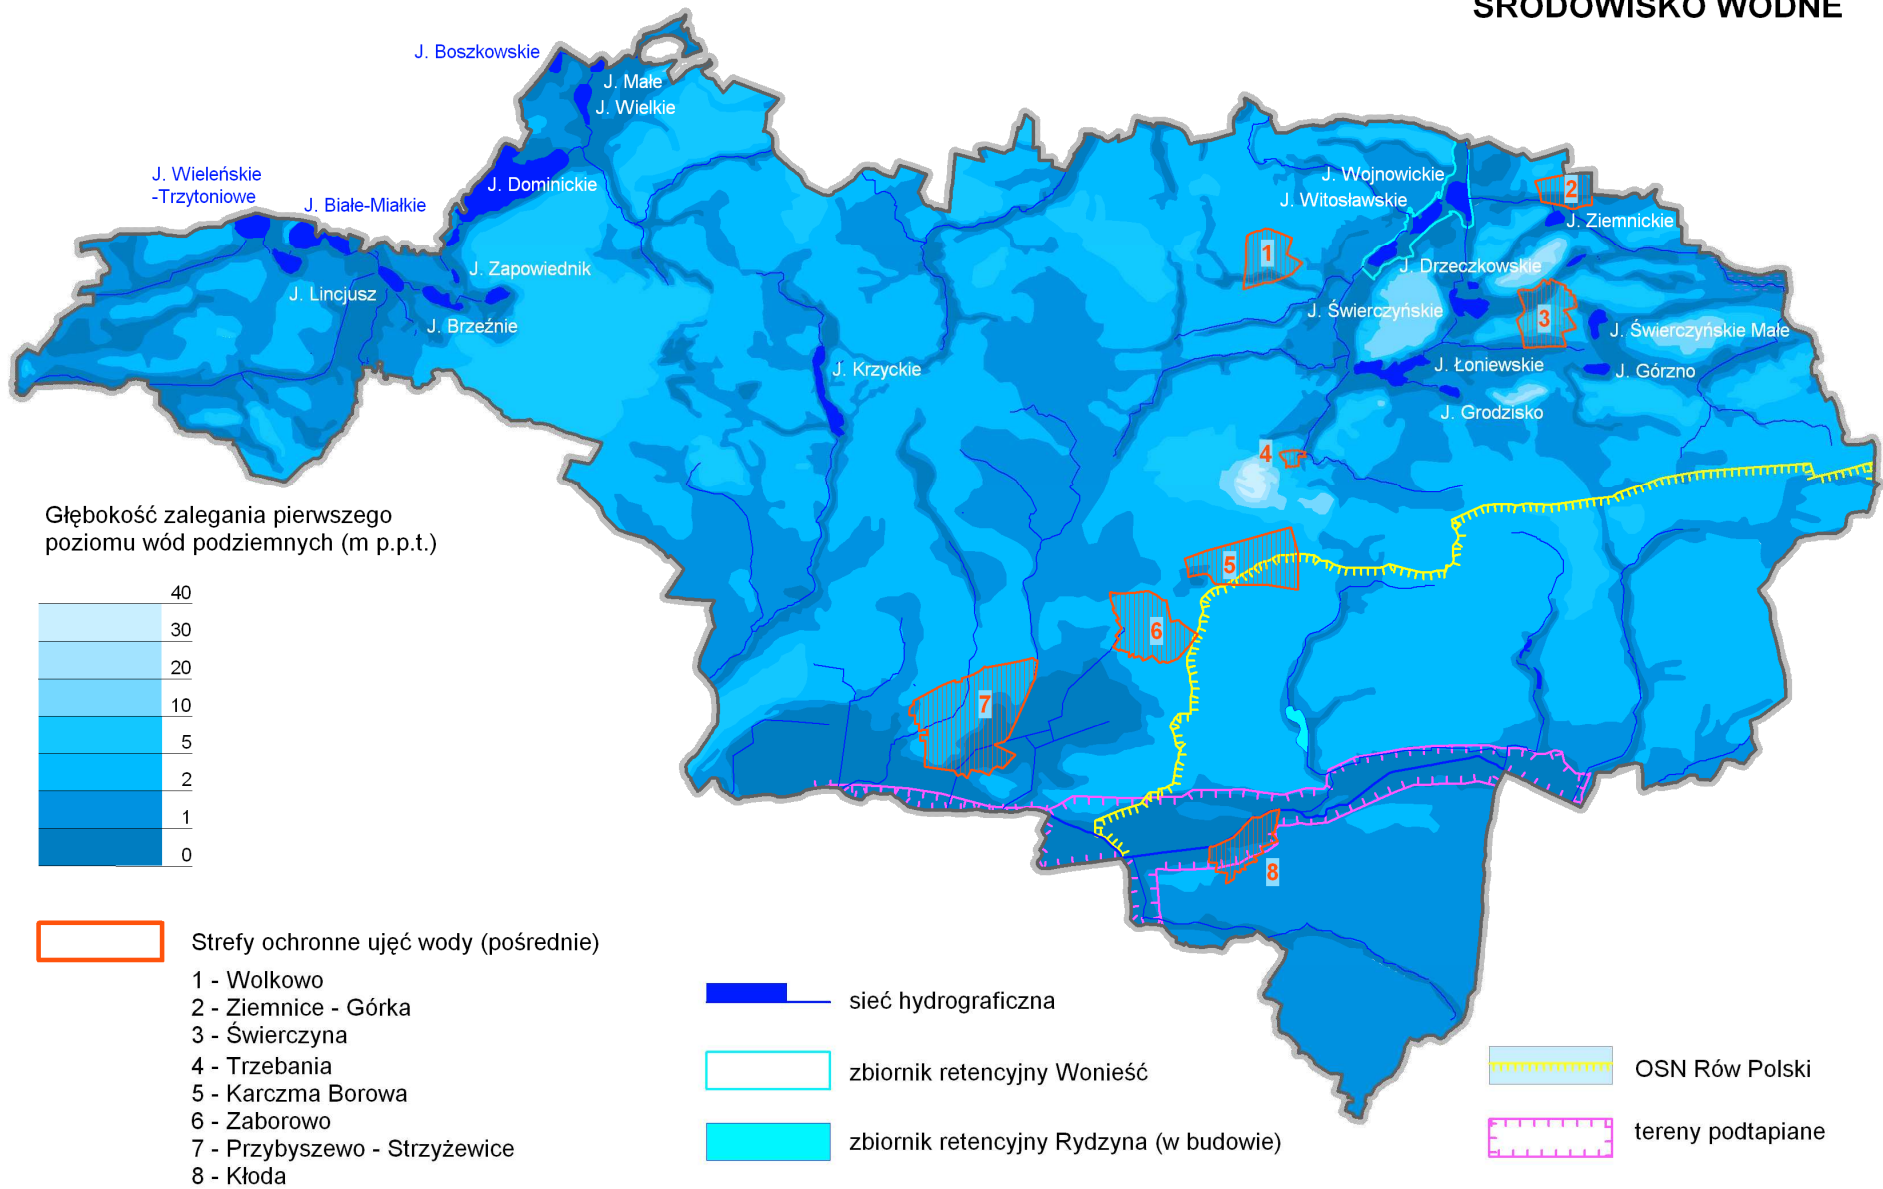 ŚRODOWISKO WODNE
J. Boszkowskie
J. Małe
J. Wielkie
J. Wieleńskie
-Trzytoniowe
J. Dominickie
J. Białe-Miałkie
J. Wojnowickie
J. Witosławskie
2
J. Ziemnickie
1
J. Zapowiednik
J. Drzeczkowskie
J. Lincjusz
J. Brzeźnie
J. Świerczyńskie
3
J. Świerczyńskie Małe
J. Krzyckie
J. Łoniewskie
J. Górzno
J. Grodzisko
4
5
6
7
8
Głębokość zalegania pierwszego
poziomu wód podziemnych (m p.p.t.)
40
30
20
10
5
2
1
0
Strefy ochronne ujęć wody (pośrednie)
1 - Wolkowo
2 - Ziemnice - Górka
3 - Świerczyna
4 - Trzebania
5 - Karczma Borowa
6 - Zaborowo
7 - Przybyszewo - Strzyżewice
8 - Kłoda
sieć hydrograficzna
zbiornik retencyjny Wonieść
zbiornik retencyjny Rydzyna (w budowie)
OSN Rów Polski
tereny podtapiane